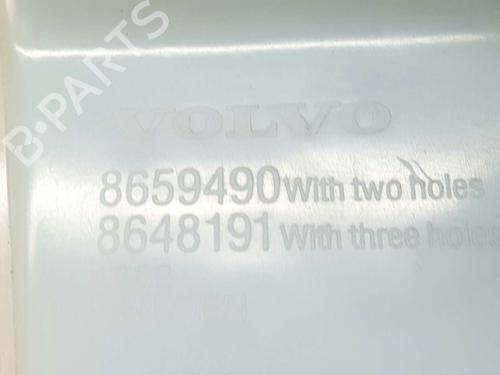 B-PARTS
VOLVO
8659490 With two holes
8648191 With three holes